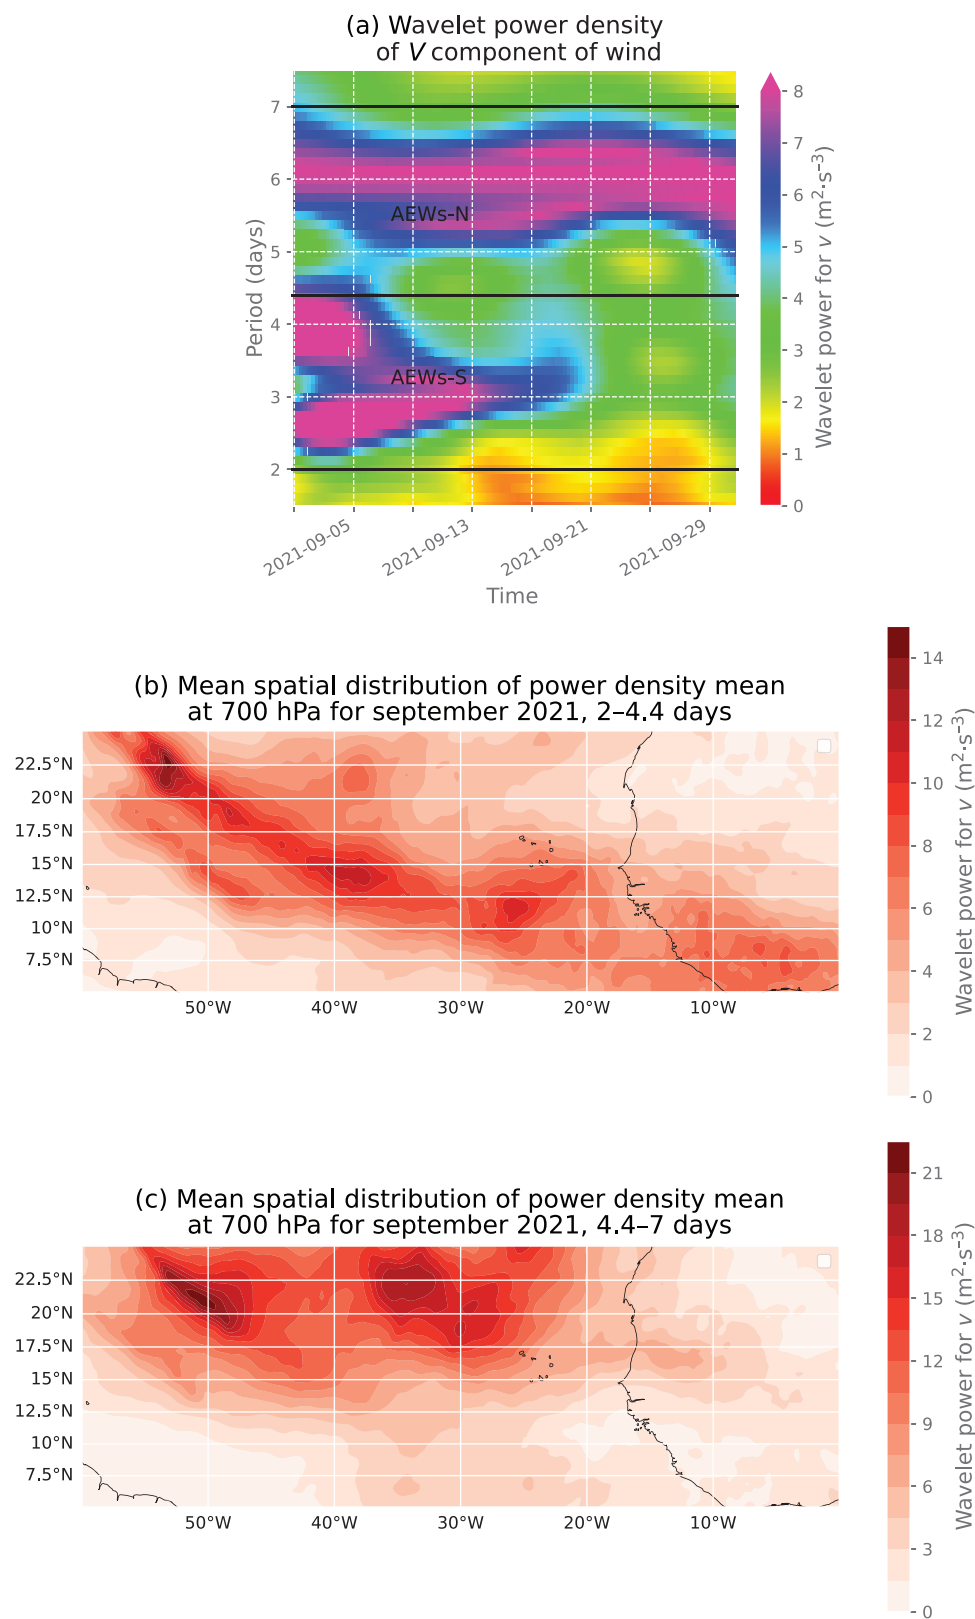 (a) Wavelet power density
of V component of wind
7
6
5
4
3
2
Period (days)
AEWs-N
AEWs-S
2021-09-05
2021-09-13
2021-09-21
2021-09-29
Time
8
7
6
5
4
3
2
1
0
Wavelet power for v (m²·s⁻³)
(b) Mean spatial distribution of power density mean
at 700 hPa for september 2021, 2–4.4 days
22.5°N
20°N
17.5°N
15°N
12.5°N
10°N
7.5°N
50°W
40°W
30°W
20°W
10°W
14
12
10
8
6
4
2
0
Wavelet power for v (m²·s⁻³)
(c) Mean spatial distribution of power density mean
at 700 hPa for september 2021, 4.4–7 days
22.5°N
20°N
17.5°N
15°N
12.5°N
10°N
7.5°N
50°W
40°W
30°W
20°W
10°W
21
18
15
12
9
6
3
0
Wavelet power for v (m²·s⁻³)